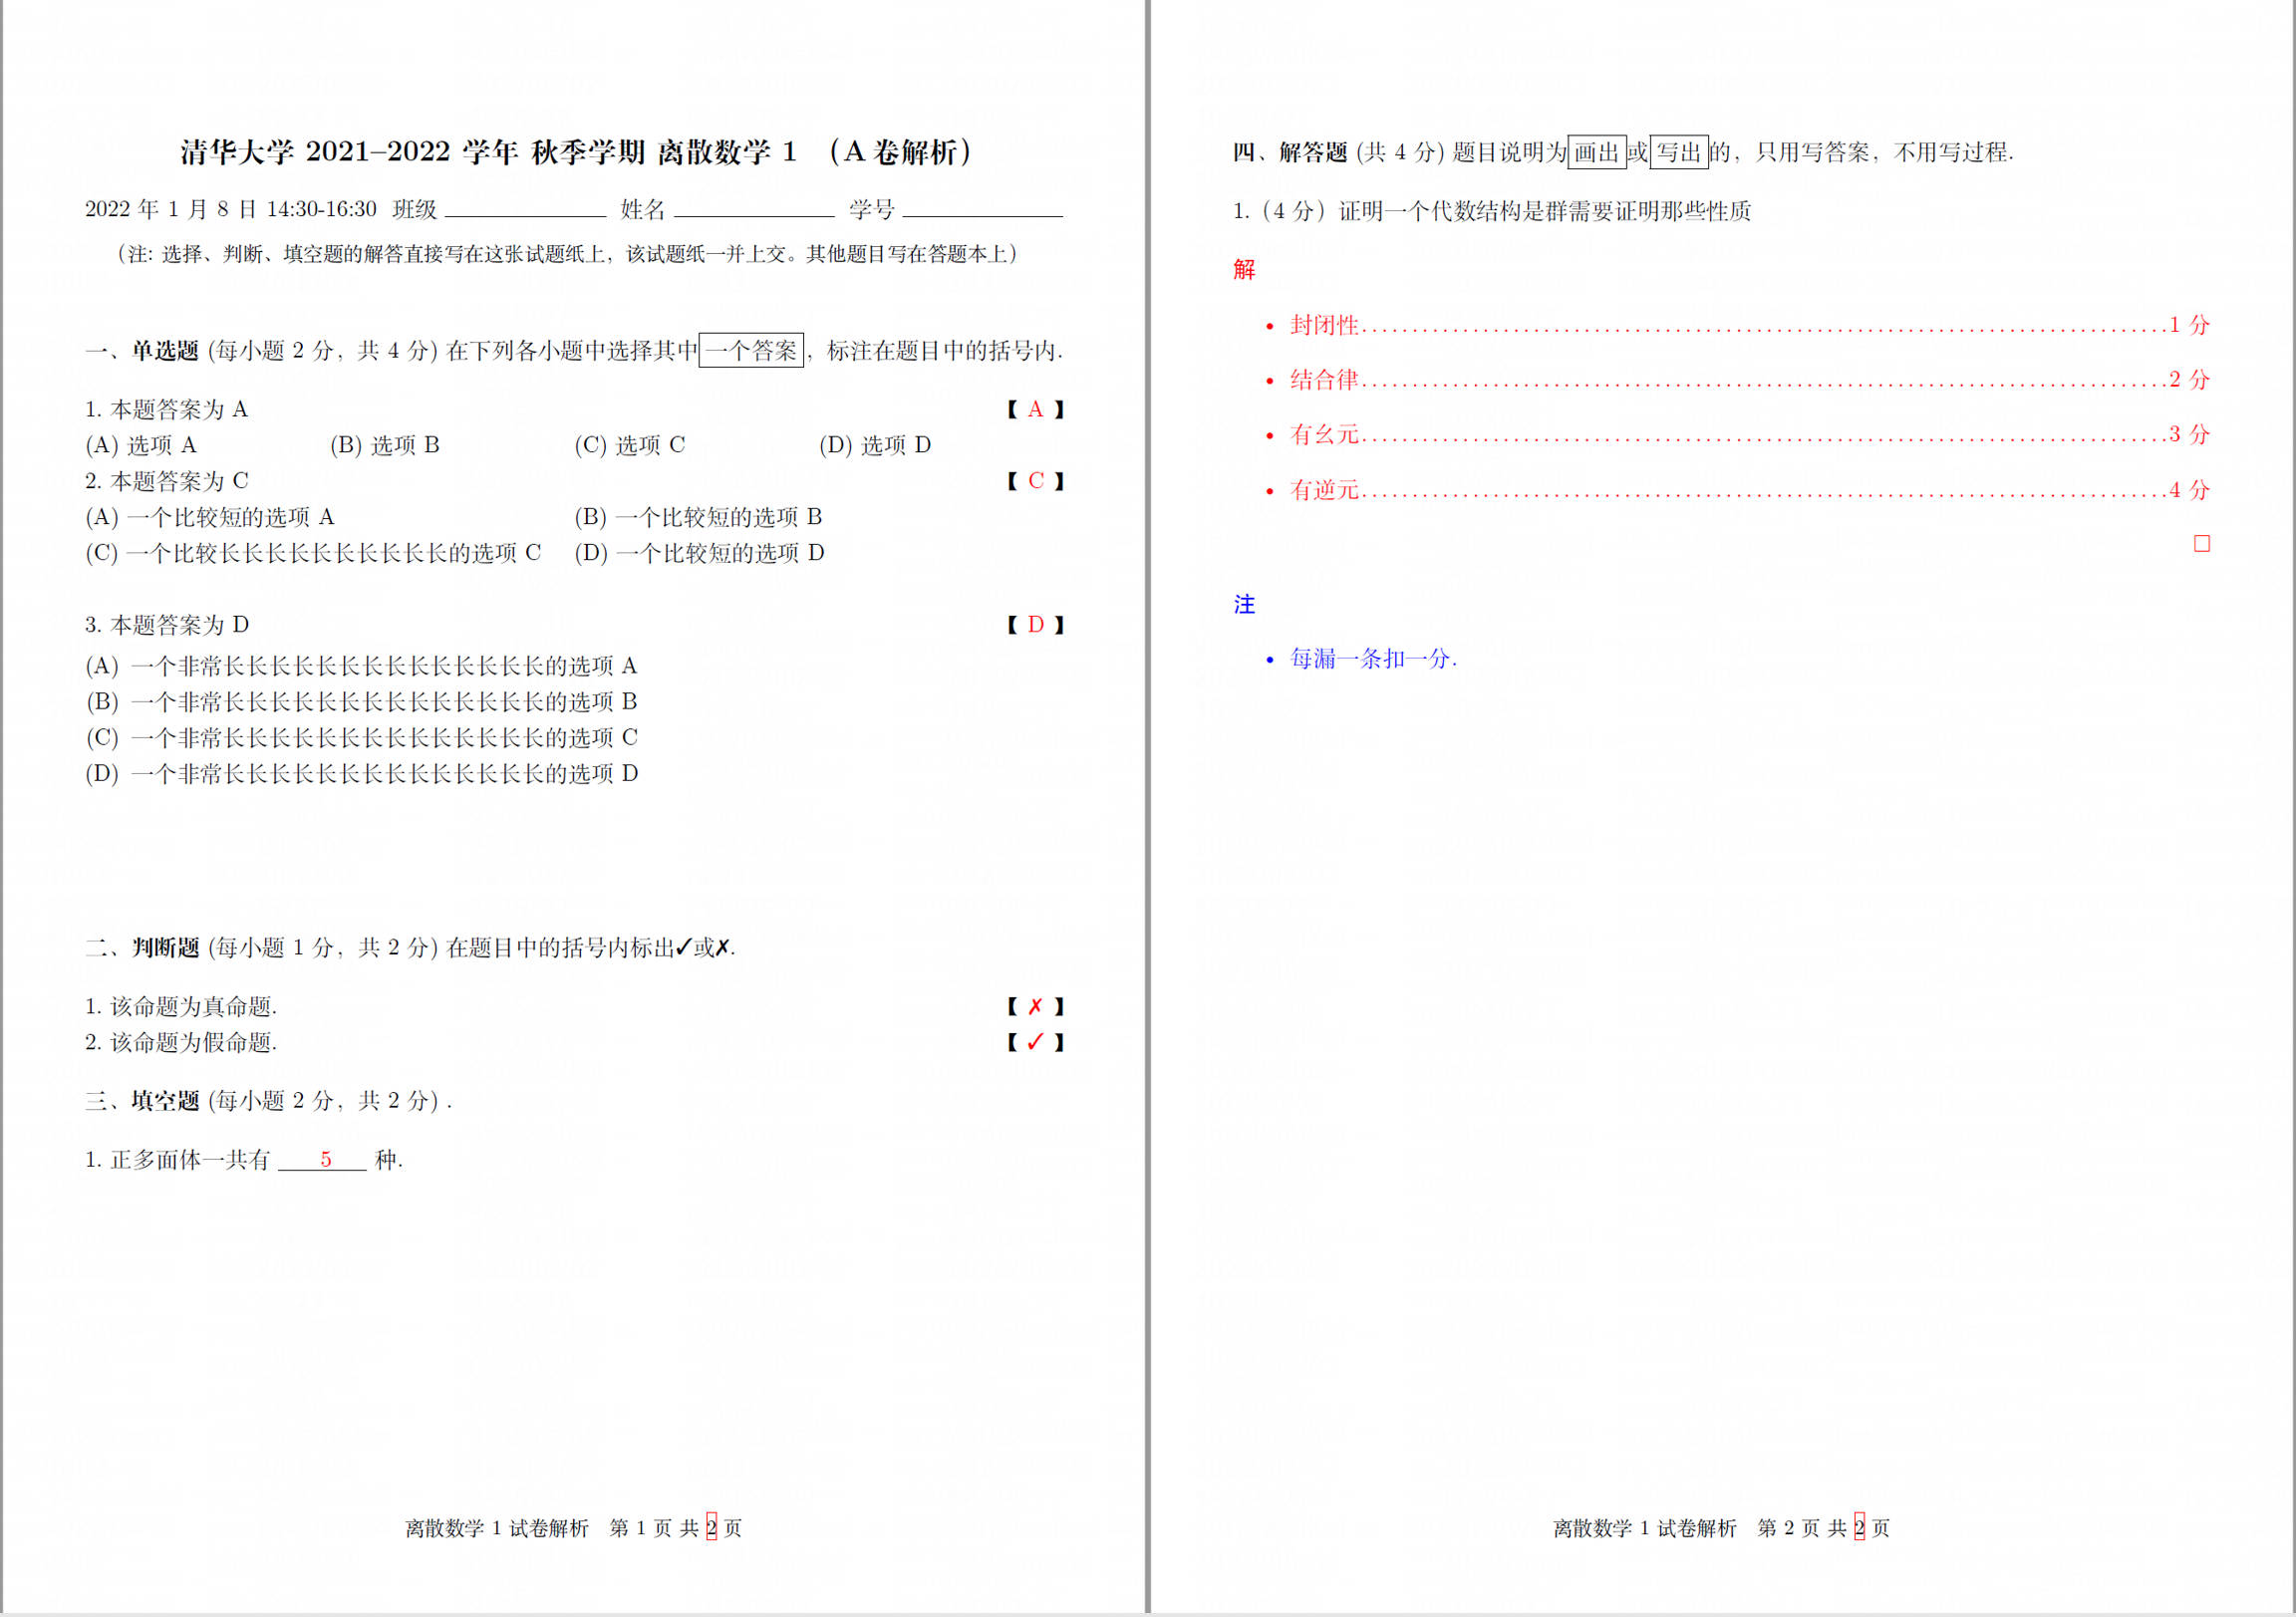 清华大学 2021–2022 学年 秋季学期 离散数学 1 （A 卷解析）
2022 年 1 月 8 日 14:30-16:30 班级 姓名 学号
（注: 选择、判断、填空题的解答直接写在这张试题纸上，该试题纸一并上交。其他题目写在答题本上）
一、单选题 (每小题 2 分，共 4 分) 在下列各小题中选择其中一个答案，标注在题目中的括号内.
1. 本题答案为 A 【 A 】
(A) 选项 A (B) 选项 B (C) 选项 C (D) 选项 D
2. 本题答案为 C 【 C 】
(A) 一个比较短的选项 A (B) 一个比较短的选项 B
(C) 一个比较长长长长长长长长长长的选项 C (D) 一个比较短的选项 D
3. 本题答案为 D 【 D 】
(A) 一个非常长长长长长长长长长长长长长长的选项 A
(B) 一个非常长长长长长长长长长长长长长长的选项 B
(C) 一个非常长长长长长长长长长长长长长长的选项 C
(D) 一个非常长长长长长长长长长长长长长长的选项 D
二、判断题 (每小题 1 分，共 2 分) 在题目中的括号内标出✓或✗.
1. 该命题为真命题. 【 ✗ 】
2. 该命题为假命题. 【 ✓ 】
三、填空题 (每小题 2 分，共 2 分) .
1. 正多面体一共有 5 种.
离散数学 1 试卷解析 第 1 页 共 2 页
四、解答题 (共 4 分) 题目说明为画出或写出的，只用写答案，不用写过程.
1.（4 分）证明一个代数结构是群需要证明那些性质
解
• 封闭性 1 分
• 结合律 2 分
• 有幺元 3 分
• 有逆元 4 分
□
注
• 每漏一条扣一分.
离散数学 1 试卷解析 第 2 页 共 2 页